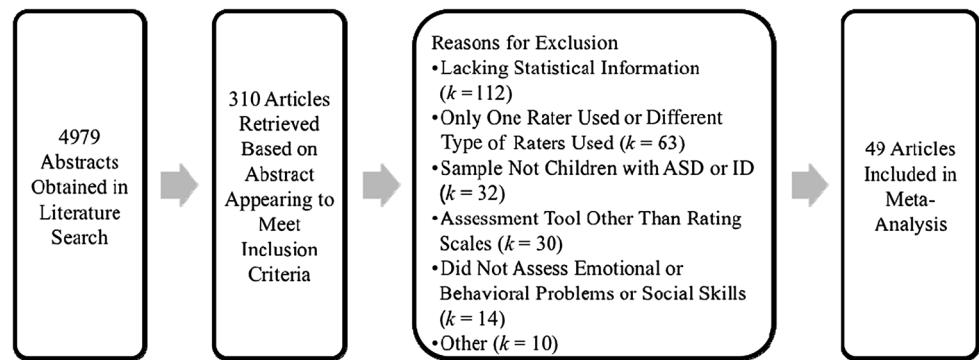 4979
Abstracts
Obtained in
Literature
Search
310 Articles
Retrieved
Based on
Abstract
Appearing to
Meet
Inclusion
Criteria
Reasons for Exclusion
•Lacking Statistical Information
(k =112)
•Only One Rater Used or Different
Type of Raters Used (k = 63)
•Sample Not Children with ASD or ID
(k = 32)
•Assessment Tool Other Than Rating
Scales (k = 30)
•Did Not Assess Emotional or
Behavioral Problems or Social Skills
(k = 14)
•Other (k = 10)
49 Articles
Included in
Meta-
Analysis